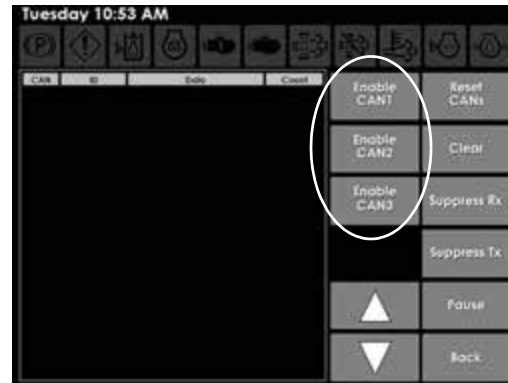 Tuesday 10:53 AM
CAN ID Data Count
Enable CAN1
Reset CANs
Enable CAN2
Clear
Enable CAN3
Suppress Rx
Suppress Tx
Pause
Back